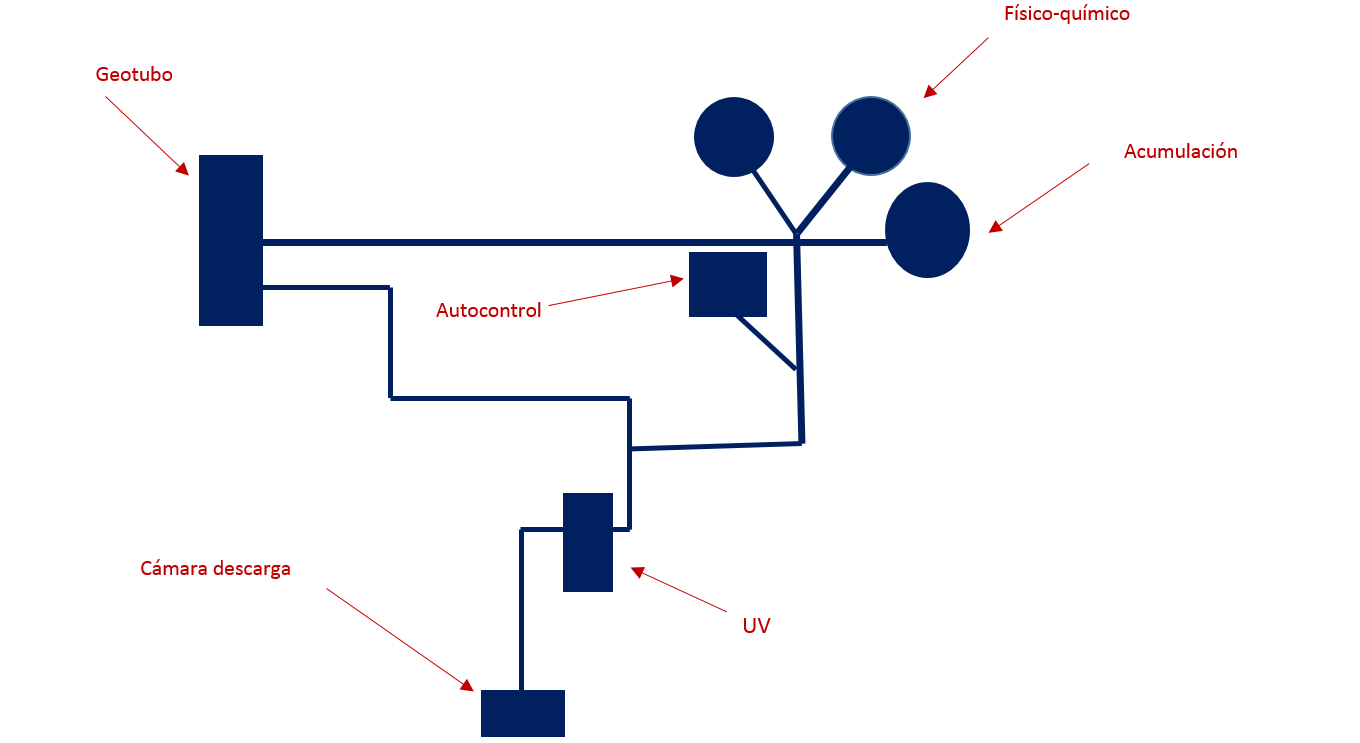 Físico-químico
Geotubo
Acumulación
Autocontrol
Cámara descarga
UV